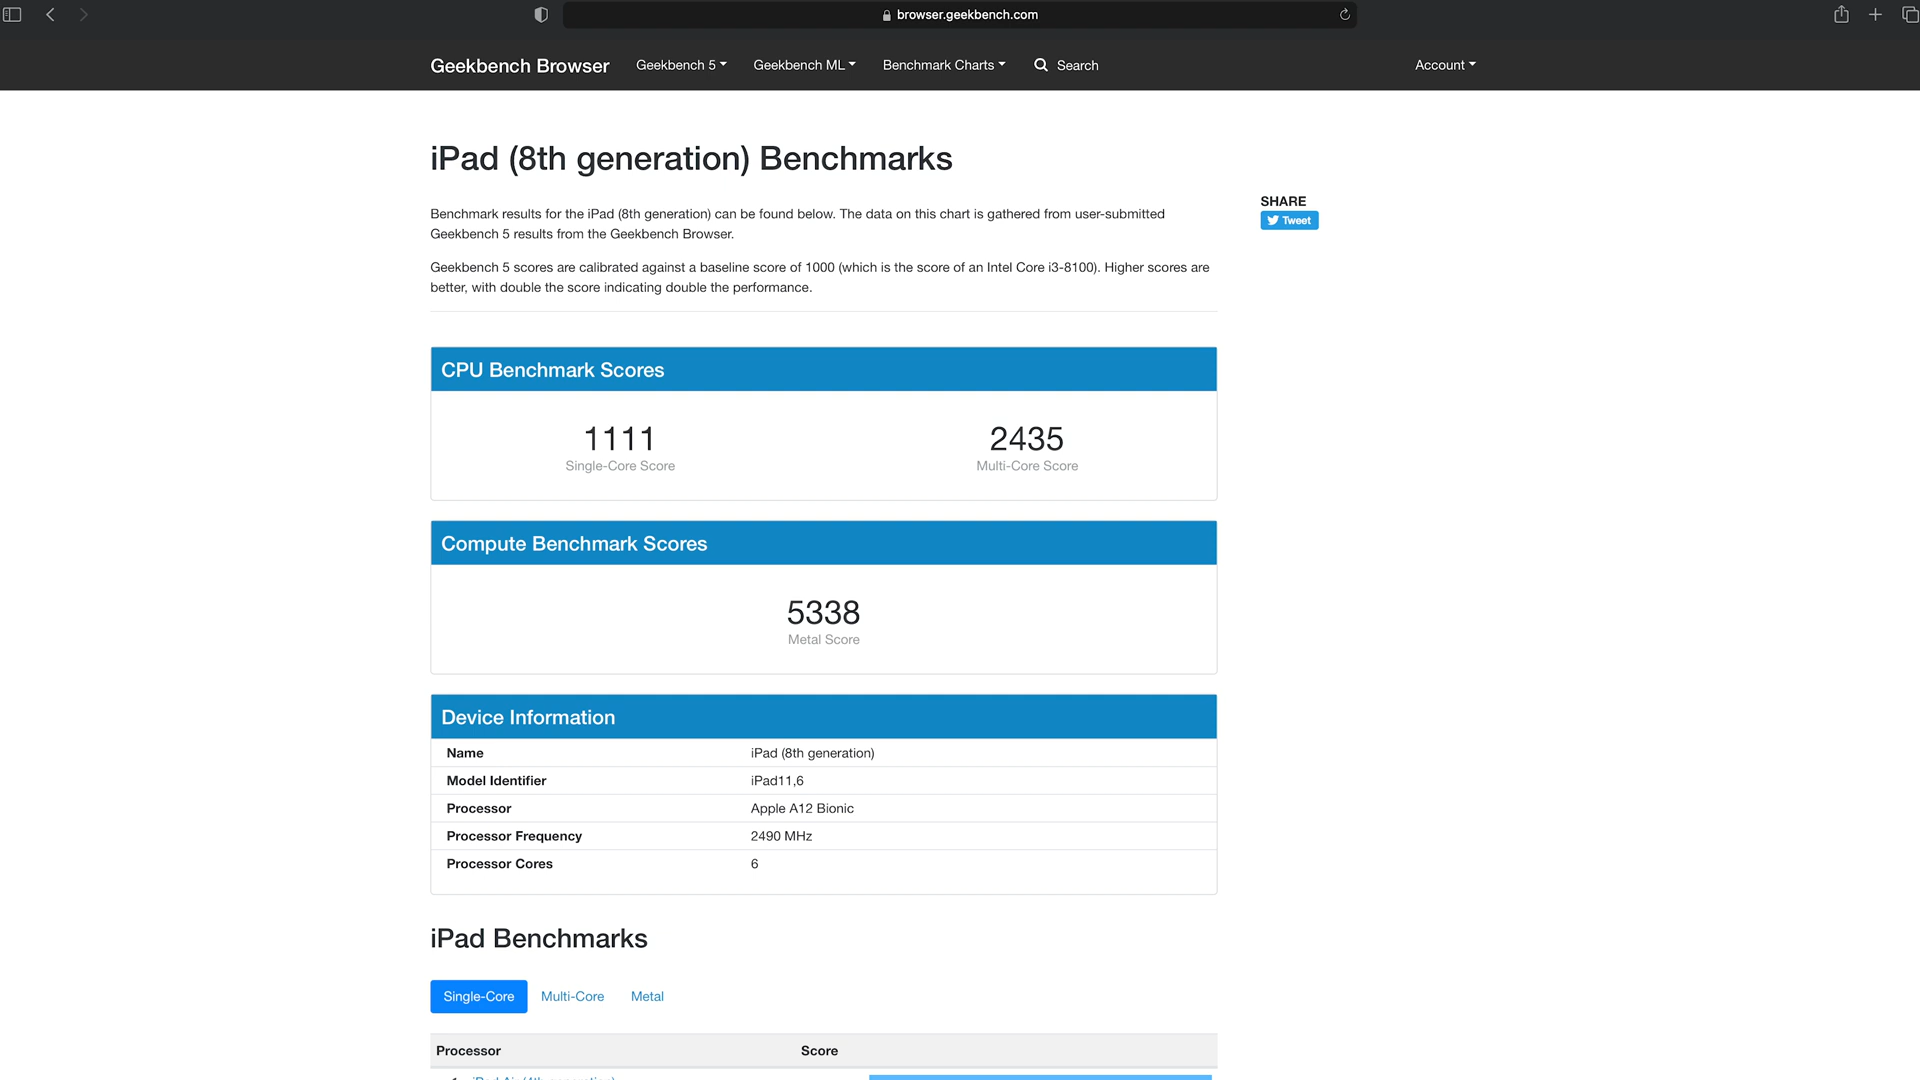 browser.geekbench.com
Geekbench Browser Geekbench 5 Geekbench ML Benchmark Charts Search Account
iPad (8th generation) Benchmarks
Benchmark results for the iPad (8th generation) can be found below. The data on this chart is gathered from user-submitted
Geekbench 5 results from the Geekbench Browser.
SHARE
Tweet
Geekbench 5 scores are calibrated against a baseline score of 1000 (which is the score of an Intel Core i3-8100). Higher scores are
better, with double the score indicating double the performance.
CPU Benchmark Scores
1111 2435
Single-Core Score Multi-Core Score
Compute Benchmark Scores
5338
Metal Score
Device Information
Name iPad (8th generation)
Model Identifier iPad11,6
Processor Apple A12 Bionic
Processor Frequency 2490 MHz
Processor Cores 6
iPad Benchmarks
Single-Core Multi-Core Metal
Processor Score
iPad Air (4th generation)